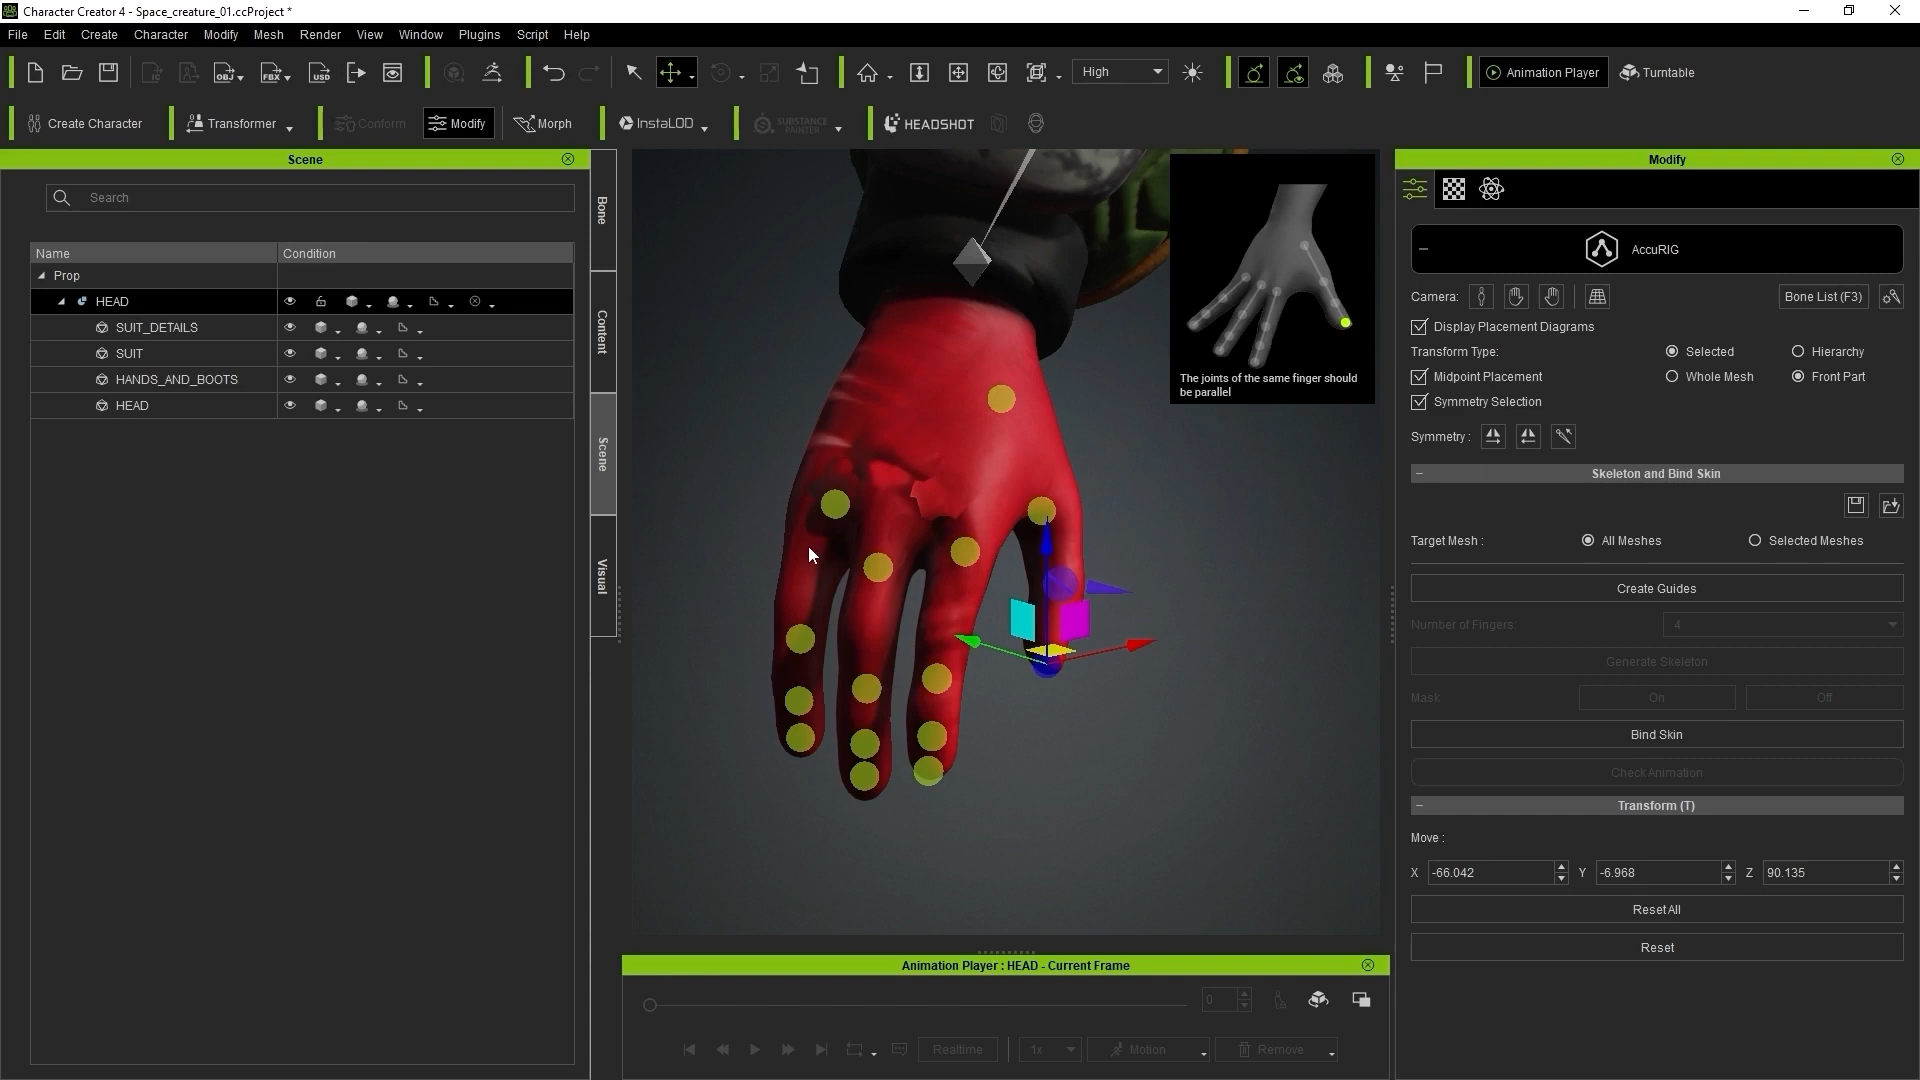 Character Creator 4 - Space_creature_01.ccProject *
File Edit Create Character Modify Mesh Render View Window Plugins Script Help
OBJ FBX USD High Animation Player Turntable
Create Character Transformer Conform Modify Morph InstaLOD SUBSTANCE PAINTER HEADSHOT
Scene
Search
Name Condition
Prop
HEAD
SUIT_DETAILS
SUIT
HANDS_AND_BOOTS
HEAD
Bone
Content
Scene
Visual
The joints of the same finger should
be parallel
Animation Player : HEAD - Current Frame
0
Realtime 1x Motion Remove
Modify
AccuRIG
Camera: Bone List (F3)
Display Placement Diagrams
Transform Type: Selected Hierarchy
Midpoint Placement Whole Mesh Front Part
Symmetry Selection
Symmetry :
Skeleton and Bind Skin
Target Mesh : All Meshes Selected Meshes
Create Guides
Number of Fingers: 4
Generate Skeleton
Mask On Off
Bind Skin
Check Animation
Transform (T)
Move :
X -66.042 Y -6.968 Z 90.135
Reset All
Reset